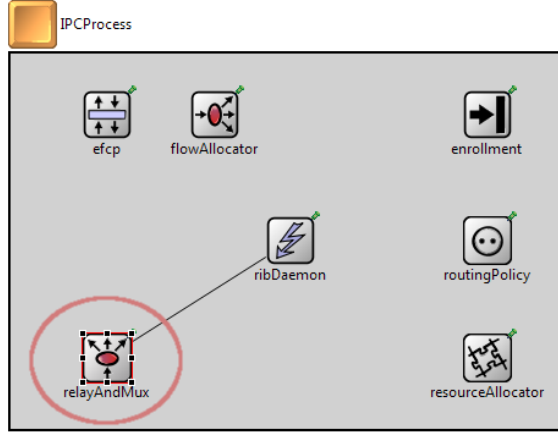 IPCProcess
efcp
flowAllocator
enrollment
ribDaemon
routingPolicy
relayAndMux
resourceAllocator